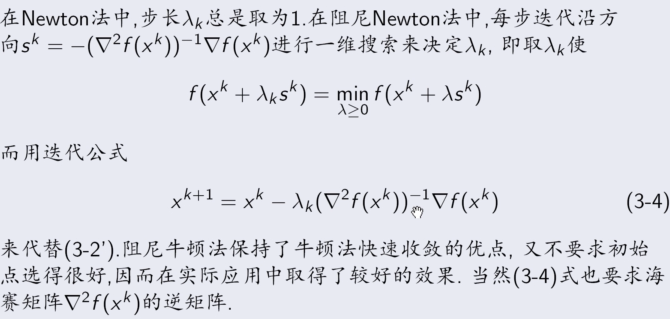 在Newton法中,步长λ_k总是取为1.在阻尼Newton法中,每步迭代沿方
向s^k = −(∇²f(x^k))^{−1}∇f(x^k)进行一维搜索来决定λ_k, 即取λ_k使
f(x^k + λ_k s^k) = min_{λ≥0} f(x^k + λs^k)
而用迭代公式
x^{k+1} = x^k − λ_k(∇²f(x^k))^{−1}∇f(x^k) (3-4)
来代替(3-2').阻尼牛顿法保持了牛顿法快速收敛的优点, 又不要求初始
点选得很好,因而在实际应用中取得了较好的效果. 当然(3-4)式也要求海
赛矩阵∇²f(x^k)的逆矩阵.